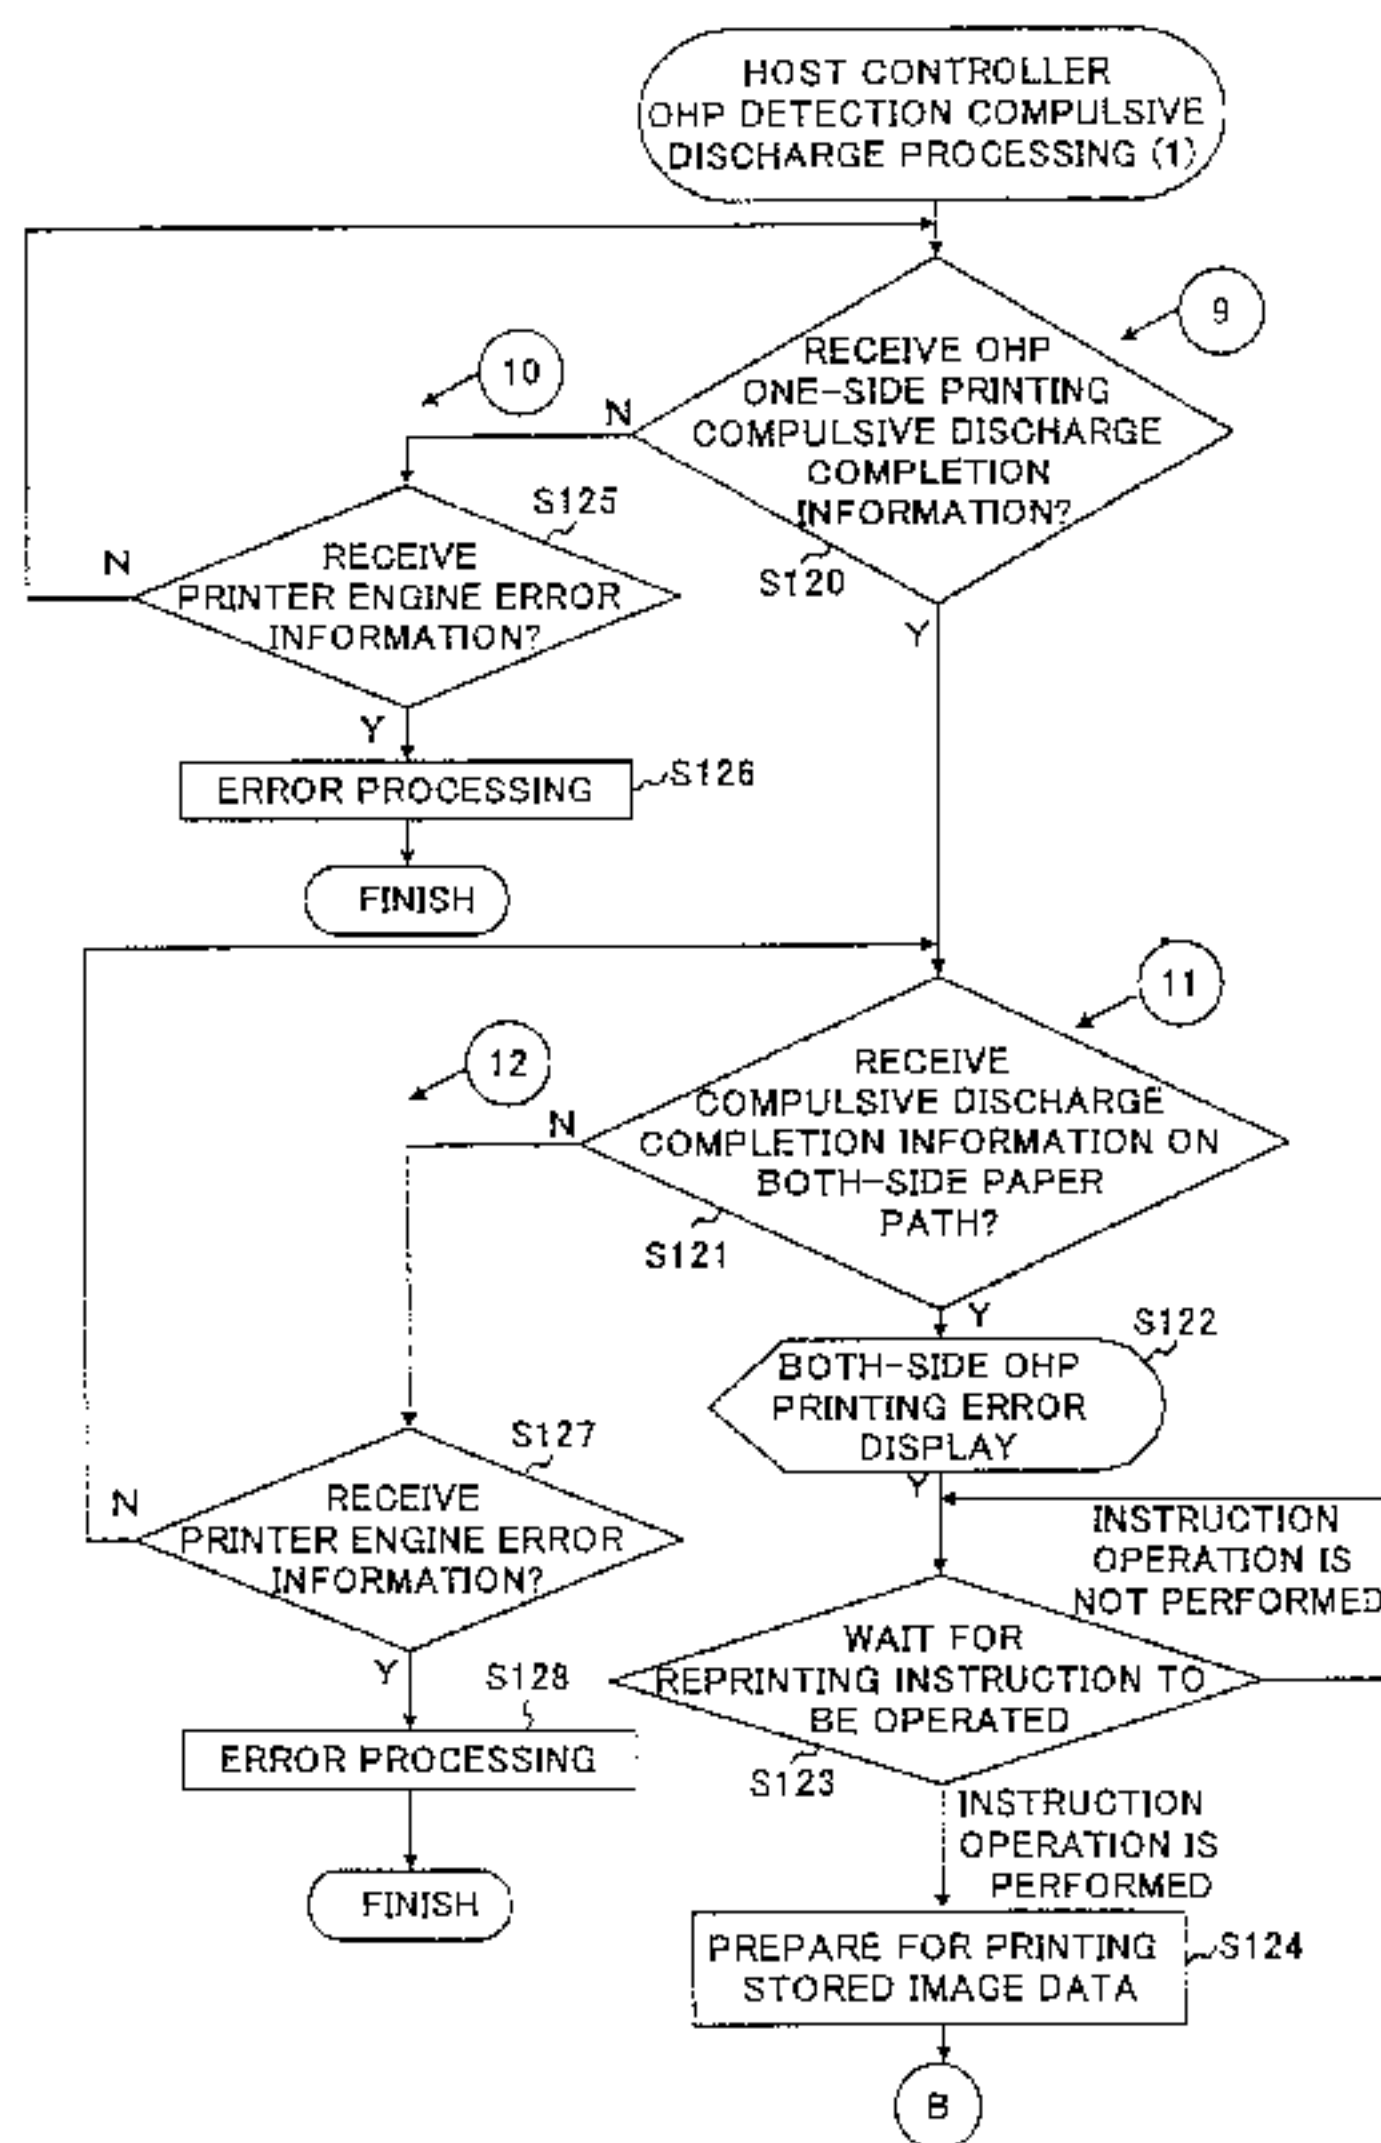 HOST CONTROLLER
OHP DETECTION COMPULSIVE
DISCHARGE PROCESSING (1)
9
RECEIVE OHP
ONE-SIDE PRINTING
COMPULSIVE DISCHARGE
COMPLETION
INFORMATION?
10
N
S120
Y
S125
RECEIVE
PRINTER ENGINE ERROR
INFORMATION?
N
Y
ERROR PROCESSING
S126
FINISH
11
RECEIVE
COMPULSIVE DISCHARGE
COMPLETION INFORMATION ON
BOTH-SIDE PAPER
PATH?
12
N
S121
Y
S122
BOTH-SIDE OHP
PRINTING ERROR
DISPLAY
Y
S127
RECEIVE
PRINTER ENGINE ERROR
INFORMATION?
N
Y
S128
ERROR PROCESSING
FINISH
INSTRUCTION
OPERATION IS
NOT PERFORMED
WAIT FOR
REPRINTING INSTRUCTION TO
BE OPERATED
S123
INSTRUCTION
OPERATION IS
PERFORMED
PREPARE FOR PRINTING
STORED IMAGE DATA
S124
B